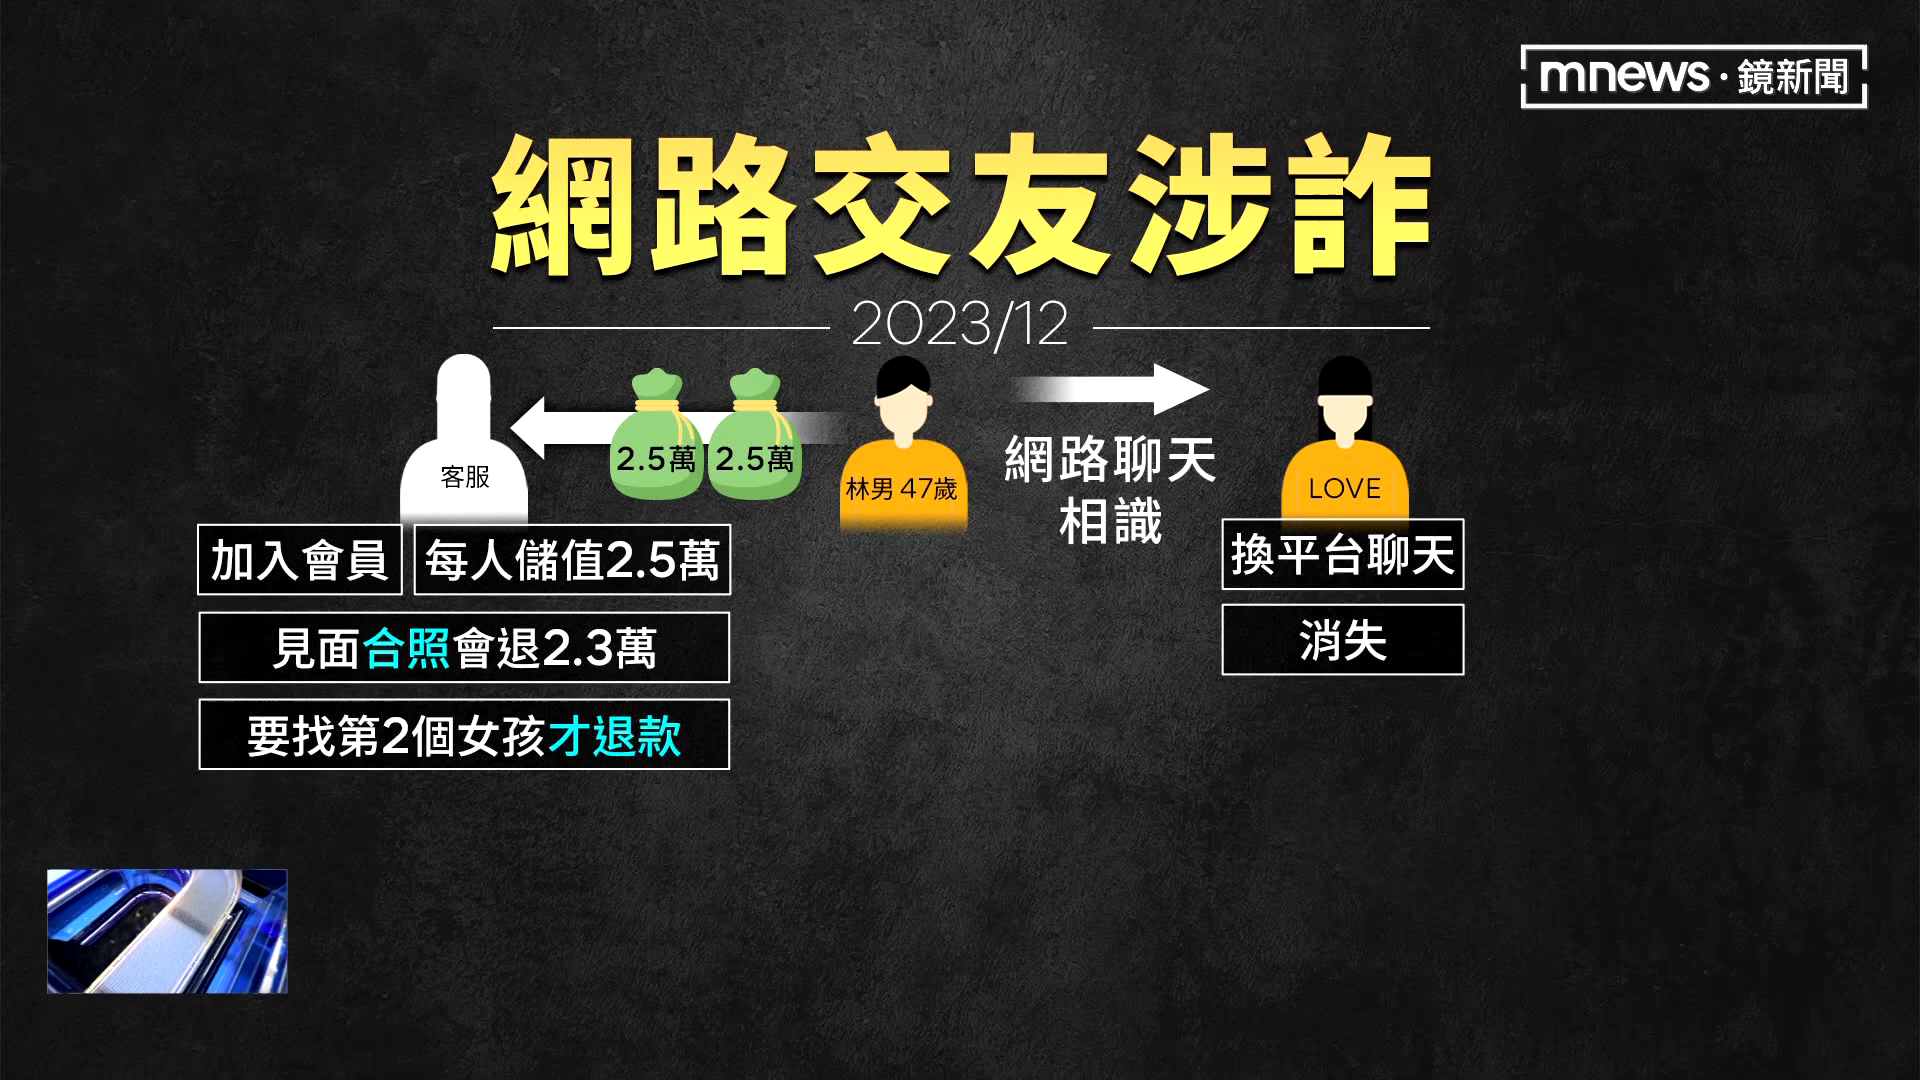 mnews·鏡新聞
網路交友涉詐
2023/12
客服
2.5萬
2.5萬
林男 47歲
網路聊天
相識
LOVE
加入會員
每人儲值2.5萬
見面合照會退2.3萬
要找第2個女孩才退款
換平台聊天
消失